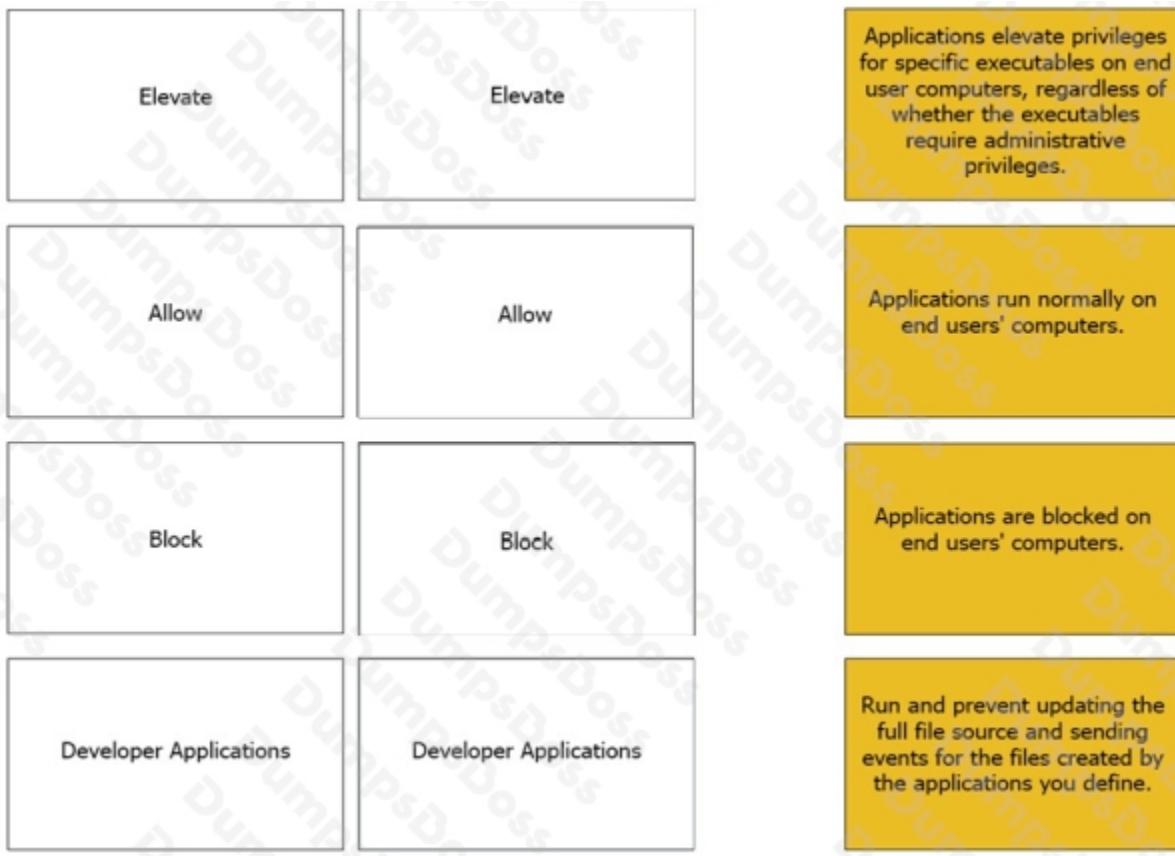 Elevate
Elevate
Applications elevate privileges
for specific executables on end
user computers, regardless of
whether the executables
require administrative
privileges.
Allow
Allow
Applications run normally on
end users' computers.
Block
Block
Applications are blocked on
end users' computers.
Developer Applications
Developer Applications
Run and prevent updating the
full file source and sending
events for the files created by
the applications you define.
DumpsDoss